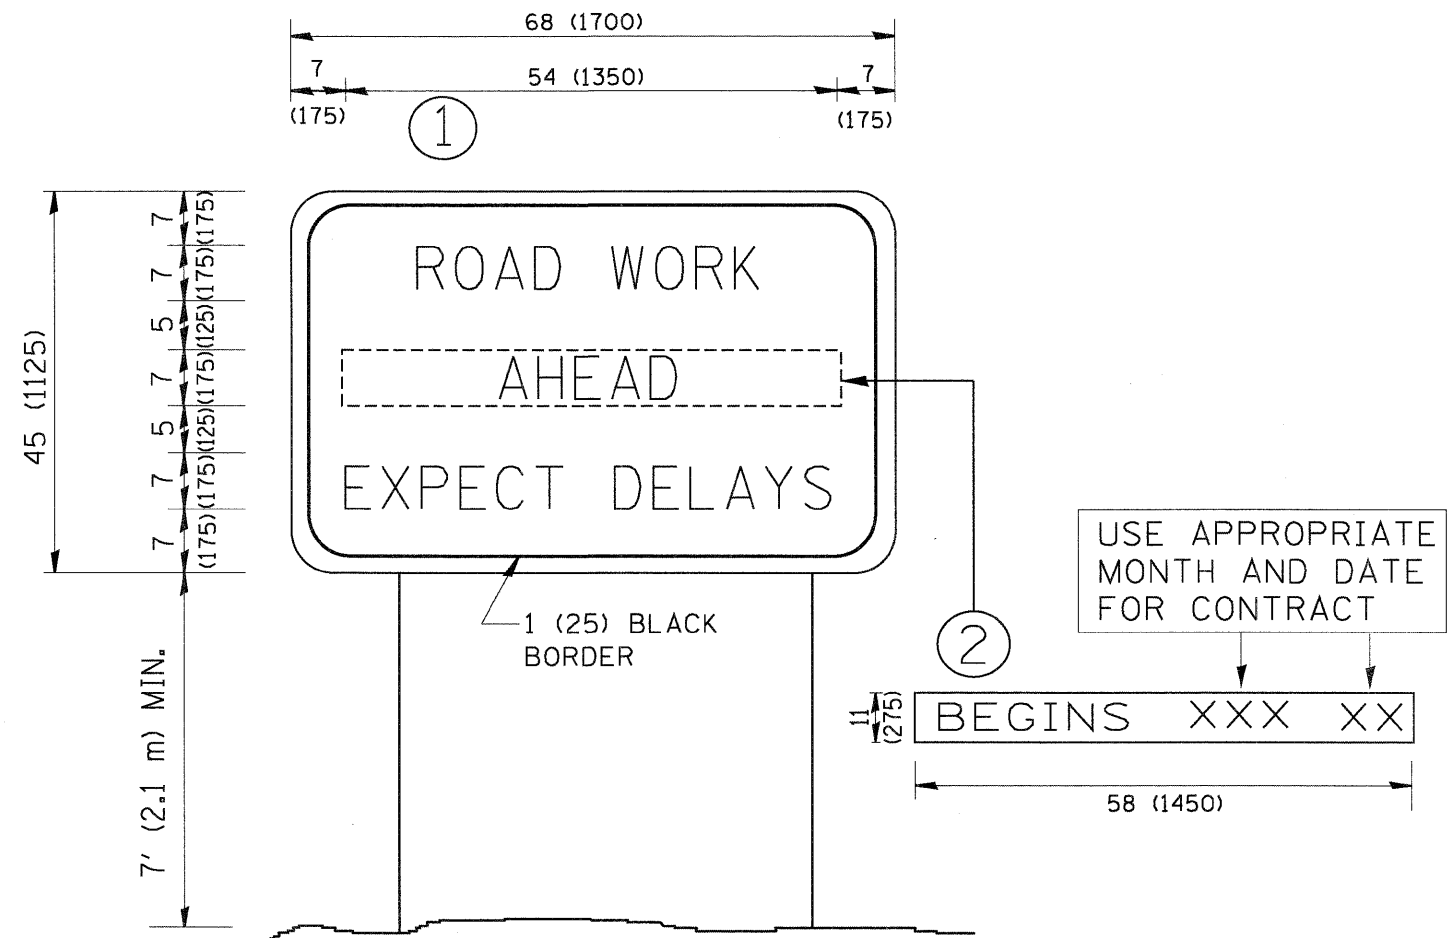 68 (1700)
7
54 (1350)
7
(175)
(175)
1
45 (1125)
7
(175)
7
(175)
5
(125)
7
(175)
5
(125)
7
(175)
7
(175)
ROAD WORK
AHEAD
EXPECT DELAYS
1 (25) BLACK
BORDER
7' (2.1 m) MIN.
2
USE APPROPRIATE
MONTH AND DATE
FOR CONTRACT
11
(275)
BEGINS XXX XX
58 (1450)